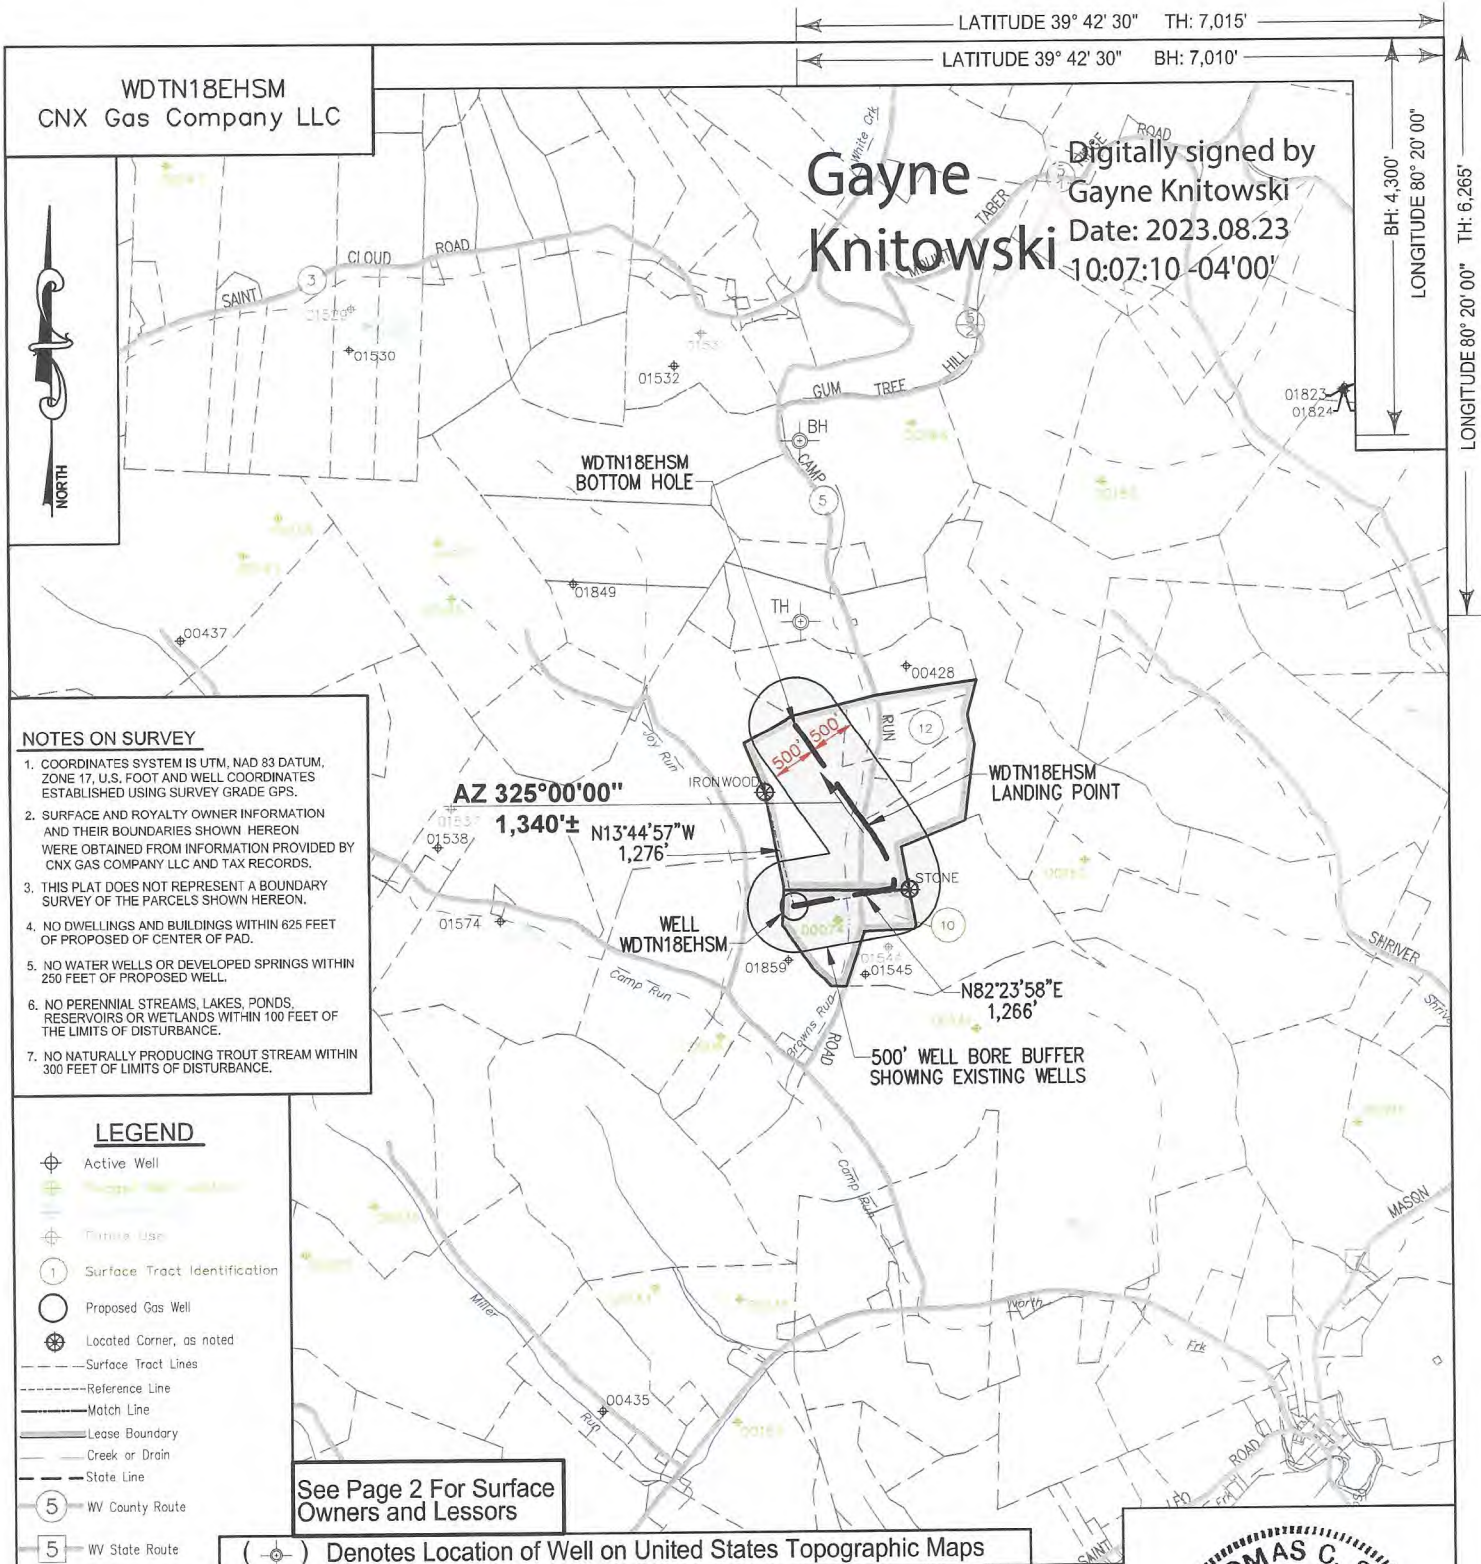 LATITUDE 39° 42' 30" TH: 7,015'
LATITUDE 39° 42' 30" BH: 7,010'
WDTN18EHSM
CNX Gas Company LLC
BH: 4,300'
LONGITUDE 80° 20' 00"
TH: 6,265'
LONGITUDE 80° 20' 00"
Gayne
Knitowski
Digitally signed by
Gayne Knitowski
Date: 2023.08.23
10:07:10 -04'00'
White Crk
ROAD
TABER
MOUNT
5
SAINT
CLOUD
ROAD
3
NORTH
01529
01530
01532
GUM TREE HILL
01823
01824
BH
CAMP
5
WDTN18EHSM
BOTTOM HOLE
01849
TH
00437
00428
Joy Run
RUN
12
500'
500'
IRONWOOD
AZ 325°00'00"
1,340'±
N13°44'57"W
1,276'
WDTN18EHSM
LANDING POINT
STONE
01537
01538
01574
WELL
WDTN18EHSM
10
01859
01544
01545
N82°23'58"E
1,266'
Camp Run
Browns Run
ROAD
500' WELL BORE BUFFER
SHOWING EXISTING WELLS
SHRIVER
NOTES ON SURVEY
1. COORDINATES SYSTEM IS UTM, NAD 83 DATUM,
ZONE 17, U.S. FOOT AND WELL COORDINATES
ESTABLISHED USING SURVEY GRADE GPS.
2. SURFACE AND ROYALTY OWNER INFORMATION
AND THEIR BOUNDARIES SHOWN HEREON
WERE OBTAINED FROM INFORMATION PROVIDED BY
CNX GAS COMPANY LLC AND TAX RECORDS.
3. THIS PLAT DOES NOT REPRESENT A BOUNDARY
SURVEY OF THE PARCELS SHOWN HEREON.
4. NO DWELLINGS AND BUILDINGS WITHIN 625 FEET
OF PROPOSED OF CENTER OF PAD.
5. NO WATER WELLS OR DEVELOPED SPRINGS WITHIN
250 FEET OF PROPOSED WELL.
6. NO PERENNIAL STREAMS, LAKES, PONDS,
RESERVOIRS OR WETLANDS WITHIN 100 FEET OF
THE LIMITS OF DISTURBANCE.
7. NO NATURALLY PRODUCING TROUT STREAM WITHIN
300 FEET OF LIMITS OF DISTURBANCE.
LEGEND
Active Well
Future Use
1 Surface Tract Identification
Proposed Gas Well
Located Corner, as noted
Surface Tract Lines
Reference Line
Match Line
Lease Boundary
Creek or Drain
State Line
5 WV County Route
5 WV State Route
Camp Run
MASON
Miller
Run
North
Frk
00435
ROAD
SAINT
See Page 2 For Surface
Owners and Lessors
( ) Denotes Location of Well on United States Topographic Maps